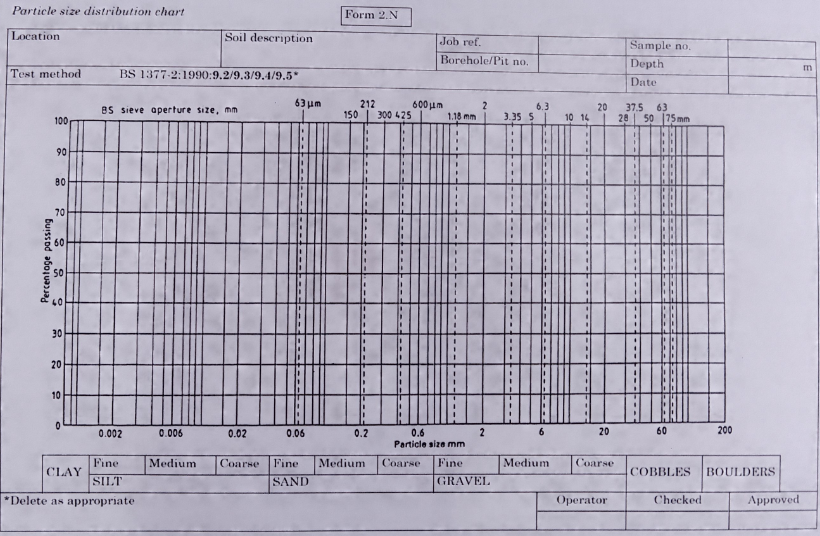 Particle size distribution chart
Form 2.N
Location
Soil description
Job ref.
Sample no.
Borehole/Pit no.
Depth
m
Test method BS 1377-2:1990:9.2/9.3/9.4/9.5*
Date
BS sieve aperture size, mm
63 µm 212 600 µm 2 6.3 20 37.5 63
150 300 425 1.18 mm 3.35 5 10 14 28 50 75 mm
100
90
80
70
60
50
40
30
20
10
0
Percentage passing
0.002 0.006 0.02 0.06 0.2 0.6 2 6 20 60 200
Particle size mm
CLAY Fine Medium Coarse Fine Medium Coarse Fine Medium Coarse COBBLES BOULDERS
SILT SAND GRAVEL
*Delete as appropriate
Operator Checked Approved